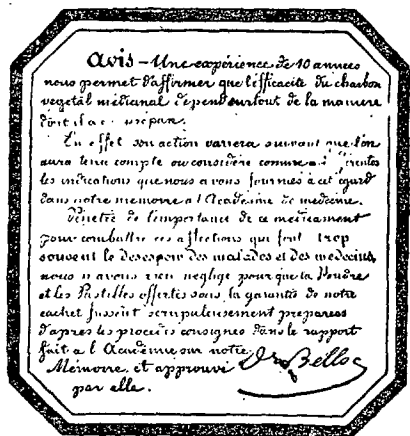 Avis - Une expérience de 10 années
nous permet d'affirmer que l'efficacité du charbon
végétal médicinal dépend surtout de la manière
dont il a été
En effet son action variera suivant que l'on
aura tenu compte ou considéré comme
les indications que nous avons fournies à cet égard
dans notre mémoire à l'Académie de médecine.
Pénétré de l'importance de ce médicament
pour combattre ces affections qui font trop
souvent le désespoir des malades et des médecins,
nous n'avons rien négligé pour que la Poudre
et les Pastilles offertes sous la garantie de notre
cachet fussent scrupuleusement préparées
d'après les procédés consignés dans le rapport
fait à l'Académie sur notre
Mémoire et approuvé
par elle.
Dr Belloc